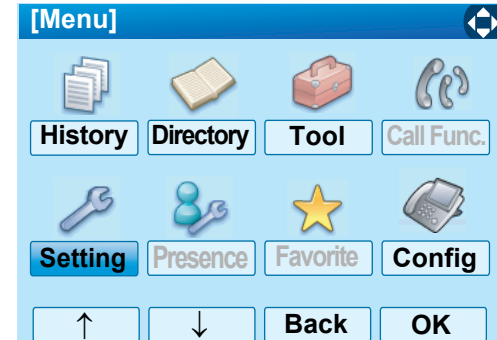 [Menu]
History Directory Tool Call Func.
Setting Presence Favorite Config
↑ ↓ Back OK